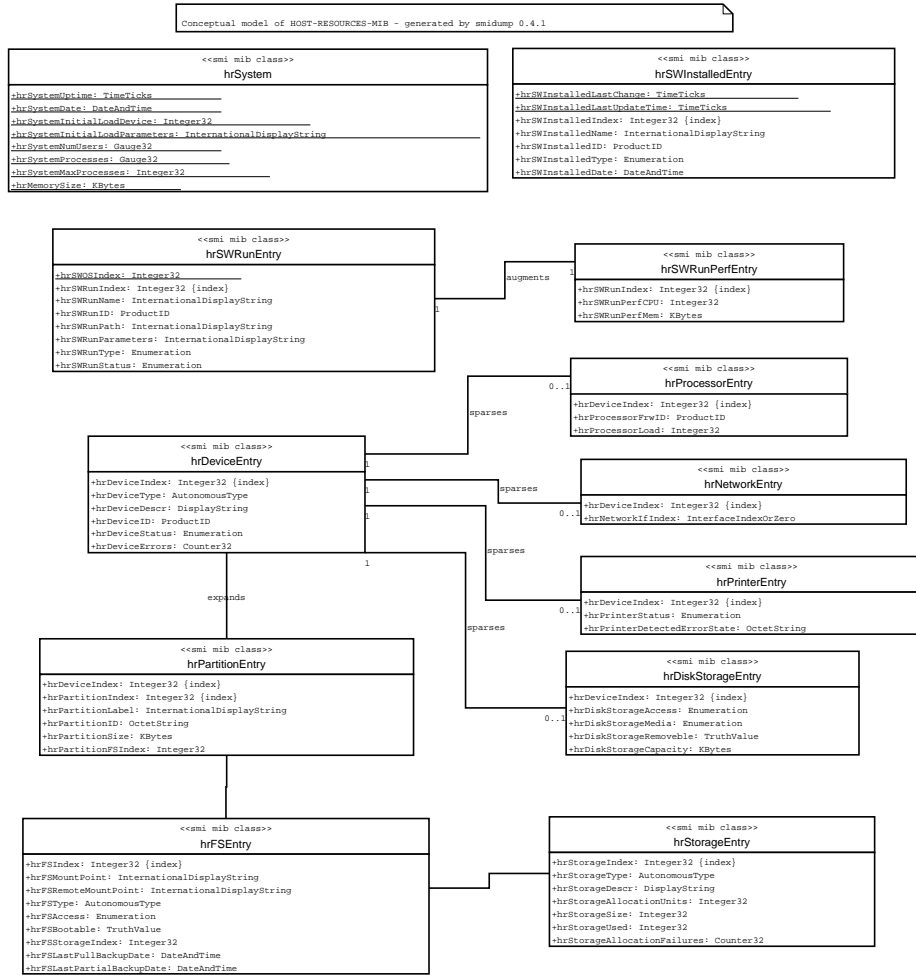 Conceptual model of HOST-RESOURCES-MIB - generated by smidump 0.4.1
<<smi mib class>>
hrSystem
+hrSystemUptime: TimeTicks
+hrSystemDate: DateAndTime
+hrSystemInitialLoadDevice: Integer32
+hrSystemInitialLoadParameters: InternationalDisplayString
+hrSystemNumUsers: Gauge32
+hrSystemProcesses: Gauge32
+hrSystemMaxProcesses: Integer32
+hrMemorySize: KBytes
<<smi mib class>>
hrSWInstalledEntry
+hrSWInstalledLastChange: TimeTicks
+hrSWInstalledLastUpdateTime: TimeTicks
+hrSWInstalledIndex: Integer32 {index}
+hrSWInstalledName: InternationalDisplayString
+hrSWInstalledID: ProductID
+hrSWInstalledType: Enumeration
+hrSWInstalledDate: DateAndTime
<<smi mib class>>
hrSWRunEntry
+hrSWOSIndex: Integer32
+hrSWRunIndex: Integer32 {index}
+hrSWRunName: InternationalDisplayString
+hrSWRunID: ProductID
+hrSWRunPath: InternationalDisplayString
+hrSWRunParameters: InternationalDisplayString
+hrSWRunType: Enumeration
+hrSWRunStatus: Enumeration
1
augments
1
<<smi mib class>>
hrSWRunPerfEntry
+hrSWRunIndex: Integer32 {index}
+hrSWRunPerfCPU: Integer32
+hrSWRunPerfMem: KBytes
<<smi mib class>>
hrProcessorEntry
+hrDeviceIndex: Integer32 {index}
+hrProcessorFrwID: ProductID
+hrProcessorLoad: Integer32
0..1
sparses
1
<<smi mib class>>
hrDeviceEntry
+hrDeviceIndex: Integer32 {index}
+hrDeviceType: AutonomousType
+hrDeviceDescr: DisplayString
+hrDeviceID: ProductID
+hrDeviceStatus: Enumeration
+hrDeviceErrors: Counter32
1
sparses
0..1
<<smi mib class>>
hrNetworkEntry
+hrDeviceIndex: Integer32 {index}
+hrNetworkIfIndex: InterfaceIndexOrZero
1
sparses
0..1
<<smi mib class>>
hrPrinterEntry
+hrDeviceIndex: Integer32 {index}
+hrPrinterStatus: Enumeration
+hrPrinterDetectedErrorState: OctetString
1
sparses
0..1
<<smi mib class>>
hrDiskStorageEntry
+hrDeviceIndex: Integer32 {index}
+hrDiskStorageAccess: Enumeration
+hrDiskStorageMedia: Enumeration
+hrDiskStorageRemoveble: TruthValue
+hrDiskStorageCapacity: KBytes
expands
<<smi mib class>>
hrPartitionEntry
+hrDeviceIndex: Integer32 {index}
+hrPartitionIndex: Integer32 {index}
+hrPartitionLabel: InternationalDisplayString
+hrPartitionID: OctetString
+hrPartitionSize: KBytes
+hrPartitionFSIndex: Integer32
<<smi mib class>>
hrFSEntry
+hrFSIndex: Integer32 {index}
+hrFSMountPoint: InternationalDisplayString
+hrFSRemoteMountPoint: InternationalDisplayString
+hrFSType: AutonomousType
+hrFSAccess: Enumeration
+hrFSBootable: TruthValue
+hrFSStorageIndex: Integer32
+hrFSLastFullBackupDate: DateAndTime
+hrFSLastPartialBackupDate: DateAndTime
<<smi mib class>>
hrStorageEntry
+hrStorageIndex: Integer32 {index}
+hrStorageType: AutonomousType
+hrStorageDescr: DisplayString
+hrStorageAllocationUnits: Integer32
+hrStorageSize: Integer32
+hrStorageUsed: Integer32
+hrStorageAllocationFailures: Counter32